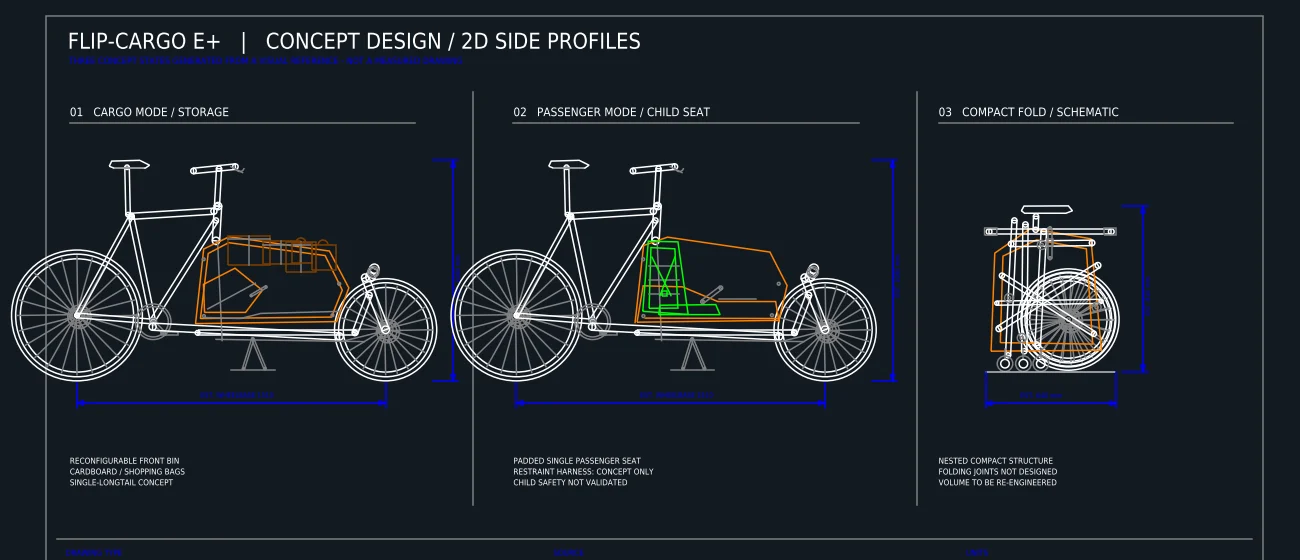 FLIP-CARGO E+ | CONCEPT DESIGN / 2D SIDE PROFILES
01 CARGO MODE / STORAGE
02 PASSENGER MODE / CHILD SEAT
03 COMPACT FOLD / SCHEMATIC
RECONFIGURABLE FRONT BIN
CARDBOARD / SHOPPING BAGS
SINGLE-LONGTAIL CONCEPT
PADDED SINGLE PASSENGER SEAT
RESTRAINT HARNESS: CONCEPT ONLY
CHILD SAFETY NOT VALIDATED
NESTED COMPACT STRUCTURE
FOLDING JOINTS NOT DESIGNED
VOLUME TO BE RE-ENGINEERED